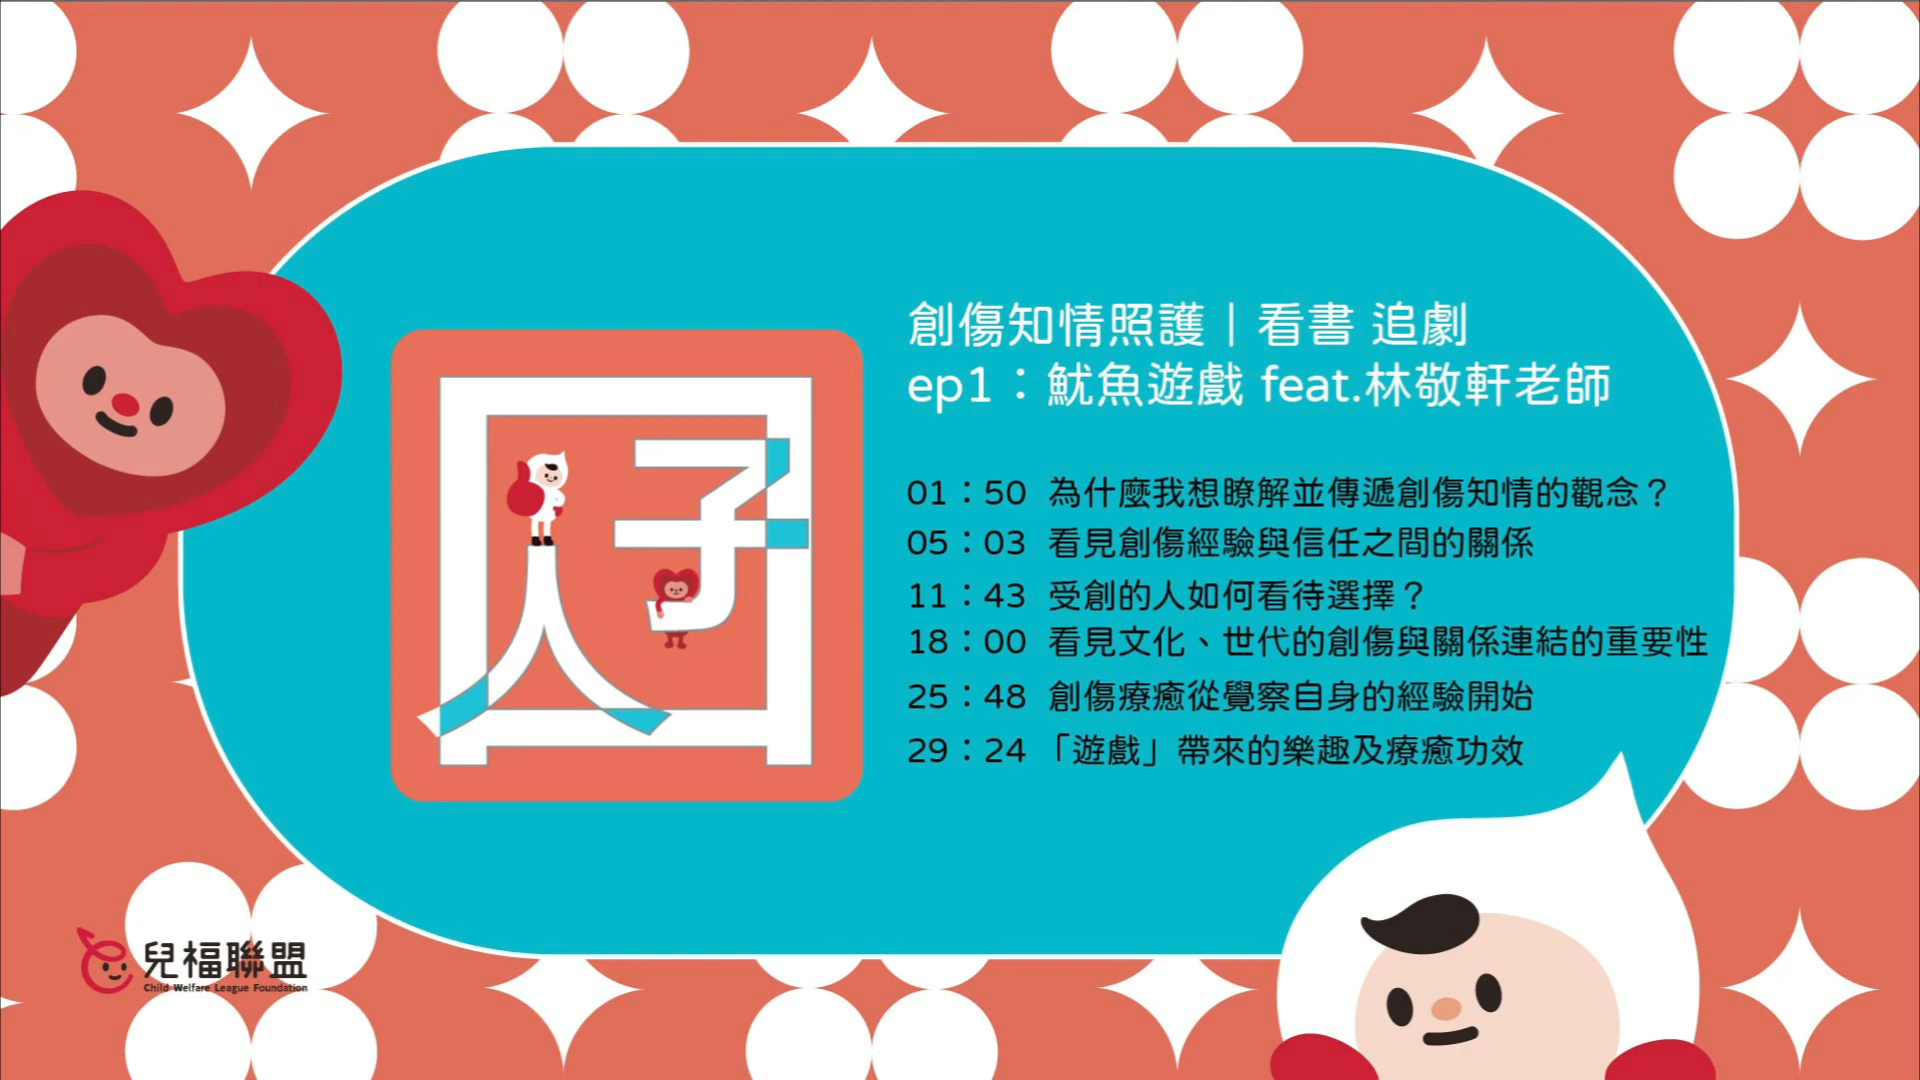 創傷知情照護｜看書 追劇
ep1：魷魚遊戲 feat.林敬軒老師
01：50 為什麼我想瞭解並傳遞創傷知情的觀念？
05：03 看見創傷經驗與信任之間的關係
11：43 受創的人如何看待選擇？
18：00 看見文化、世代的創傷與關係連結的重要性
25：48 創傷療癒從覺察自身的經驗開始
29：24 「遊戲」帶來的樂趣及療癒功效
兒福聯盟
Child Welfare League Foundation